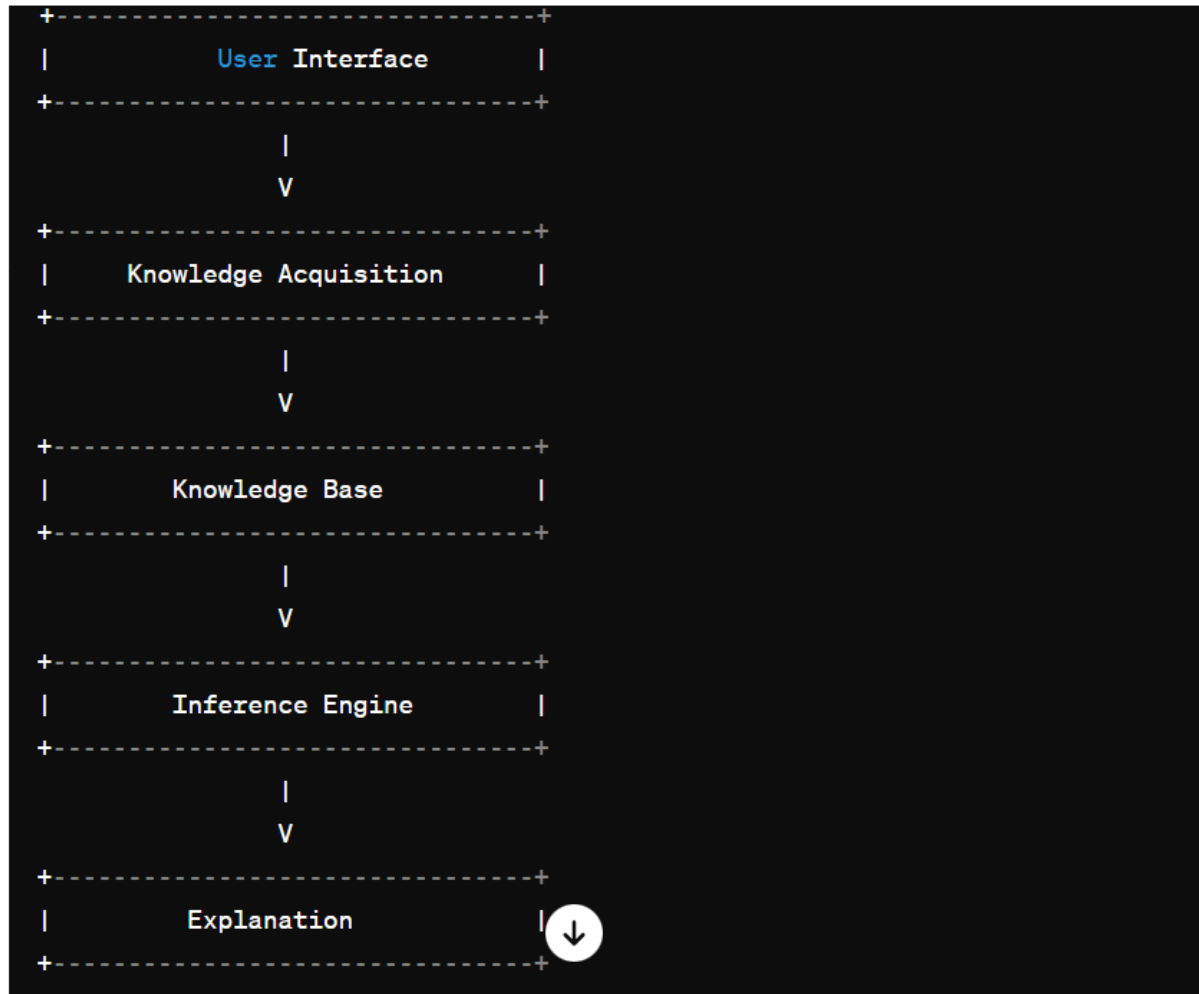 +--------------------------------+
|           User Interface       |
+--------------------------------+
                |
                V
+--------------------------------+
|     Knowledge Acquisition      |
+--------------------------------+
                |
                V
+--------------------------------+
|        Knowledge Base          |
+--------------------------------+
                |
                V
+--------------------------------+
|        Inference Engine        |
+--------------------------------+
                |
                V
+--------------------------------+
|         Explanation            |
+--------------------------------+